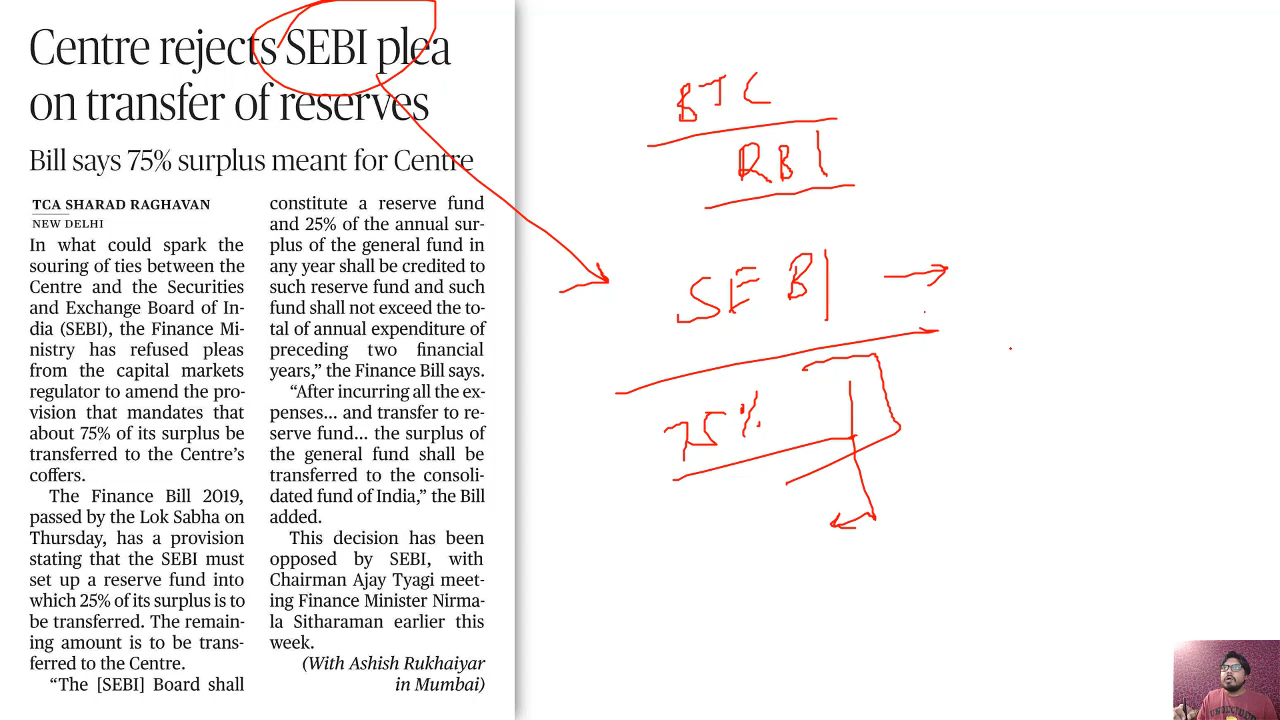 Centre rejects SEBI plea
on transfer of reserves
Bill says 75% surplus meant for Centre
TCA SHARAD RAGHAVAN
NEW DELHI
In what could spark the
souring of ties between the
Centre and the Securities
and Exchange Board of In-
dia (SEBI), the Finance Mi-
nistry has refused pleas
from the capital markets
regulator to amend the pro-
vision that mandates that
about 75% of its surplus be
transferred to the Centre's
coffers.
The Finance Bill 2019,
passed by the Lok Sabha on
Thursday, has a provision
stating that the SEBI must
set up a reserve fund into
which 25% of its surplus is to
be transferred. The remain-
ing amount is to be trans-
ferred to the Centre.
“The [SEBI] Board shall
constitute a reserve fund
and 25% of the annual sur-
plus of the general fund in
any year shall be credited to
such reserve fund and such
fund shall not exceed the to-
tal of annual expenditure of
preceding two financial
years,” the Finance Bill says.
“After incurring all the ex-
penses... and transfer to re-
serve fund... the surplus of
the general fund shall be
transferred to the consoli-
dated fund of India,” the Bill
added.
This decision has been
opposed by SEBI, with
Chairman Ajay Tyagi meet-
ing Finance Minister Nirma-
la Sitharaman earlier this
week.
(With Ashish Rukhaiyar
in Mumbai)
BTC
RBI
SEBI
75%